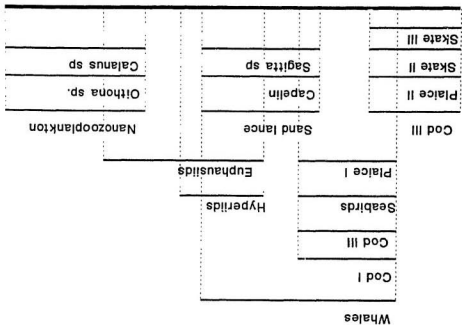 Whales
Cod I
Cod III
Seabirds Hyperiids
Plaice I Euphausiids
Cod III Sand lance Nanozooplankton
Plaice II Capelin Oithona sp.
Skate II Sagitta sp Calanus sp
Skate III